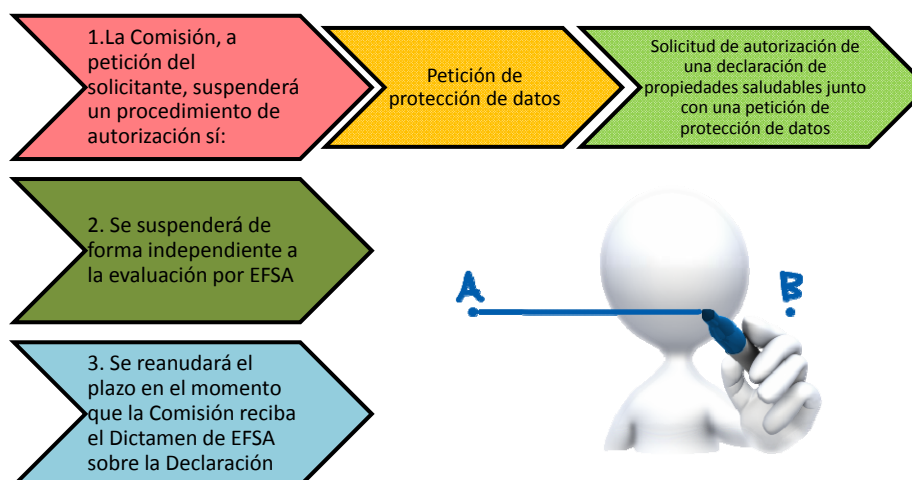 1.La Comisión, a
petición del
solicitante, suspenderá
un procedimiento de
autorización sí:
Petición de
protección de datos
Solicitud de autorización de
una declaración de
propiedades saludables junto
con una petición de
protección de datos
2. Se suspenderá de
forma independiente a
la evaluación por EFSA
3. Se reanudará el
plazo en el momento
que la Comisión reciba
el Dictamen de EFSA
sobre la Declaración
A
B